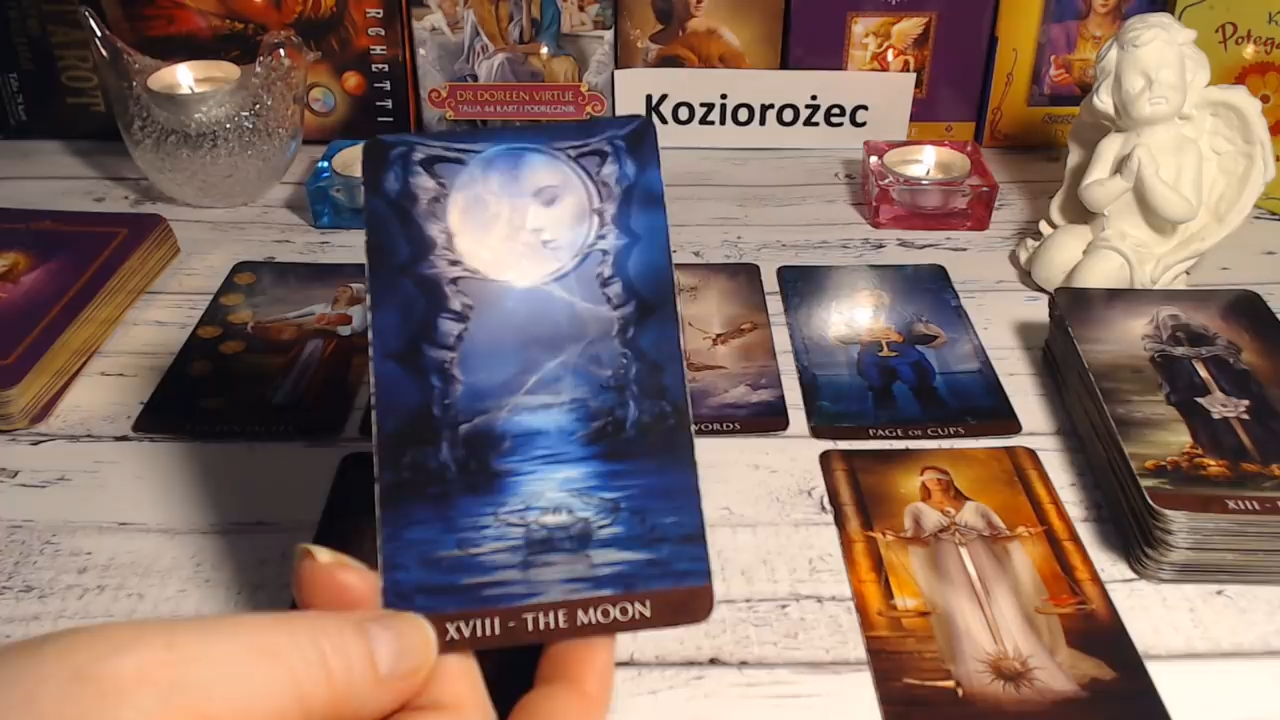 TAROT
RCHETTI
DR DOREEN VIRTUE
TALIA 44 KART I PODRĘCZNIK
Koziorożec
Potęga
WORDS
PAGE OF CUPS
XIII -
XVIII - THE MOON